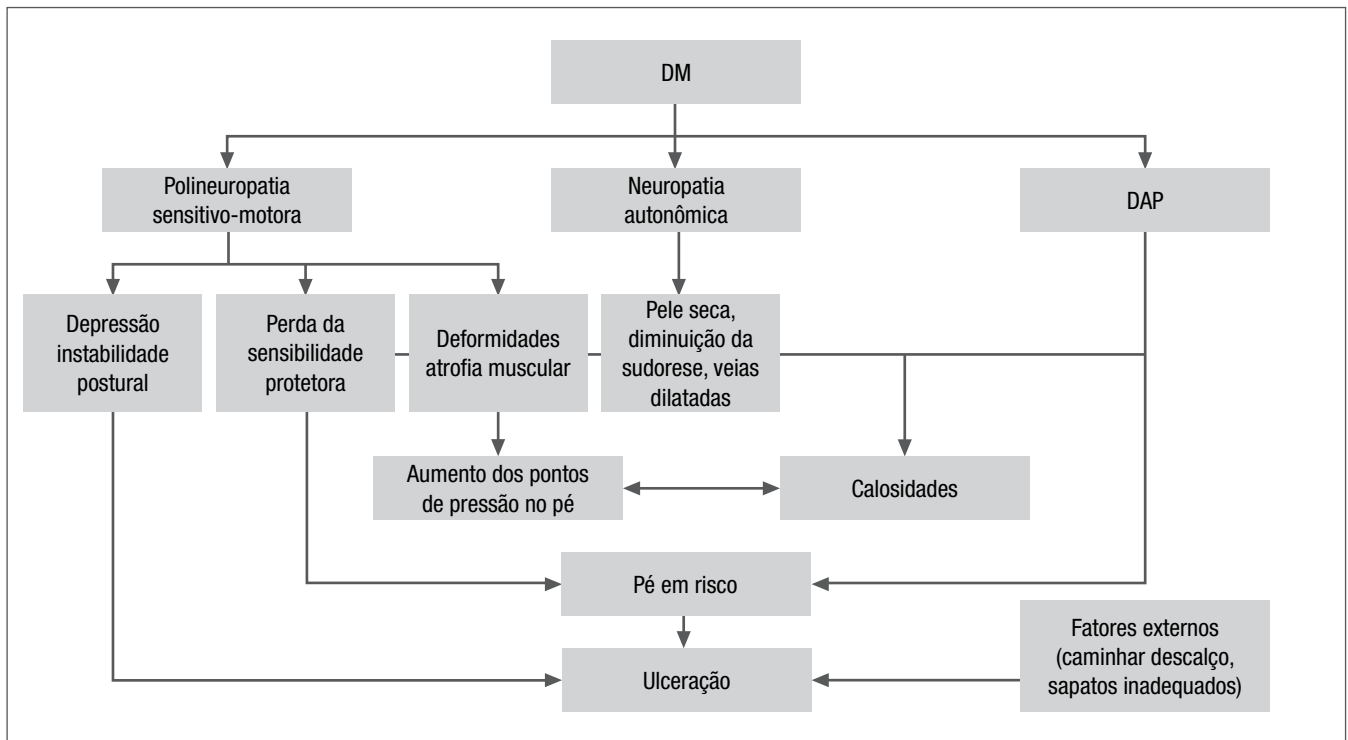 DM
Polineuropatia
sensitivo-motora
Neuropatia
autonômica
DAP
Depressão
instabilidade
postural
Perda da
sensibilidade
protetora
Deformidades
atrofia muscular
Pele seca,
diminuição da
sudorese, veias
dilatadas
Aumento dos pontos
de pressão no pé
Calosidades
Pé em risco
Fatores externos
(caminhar descalço,
sapatos inadequados)
Ulceração